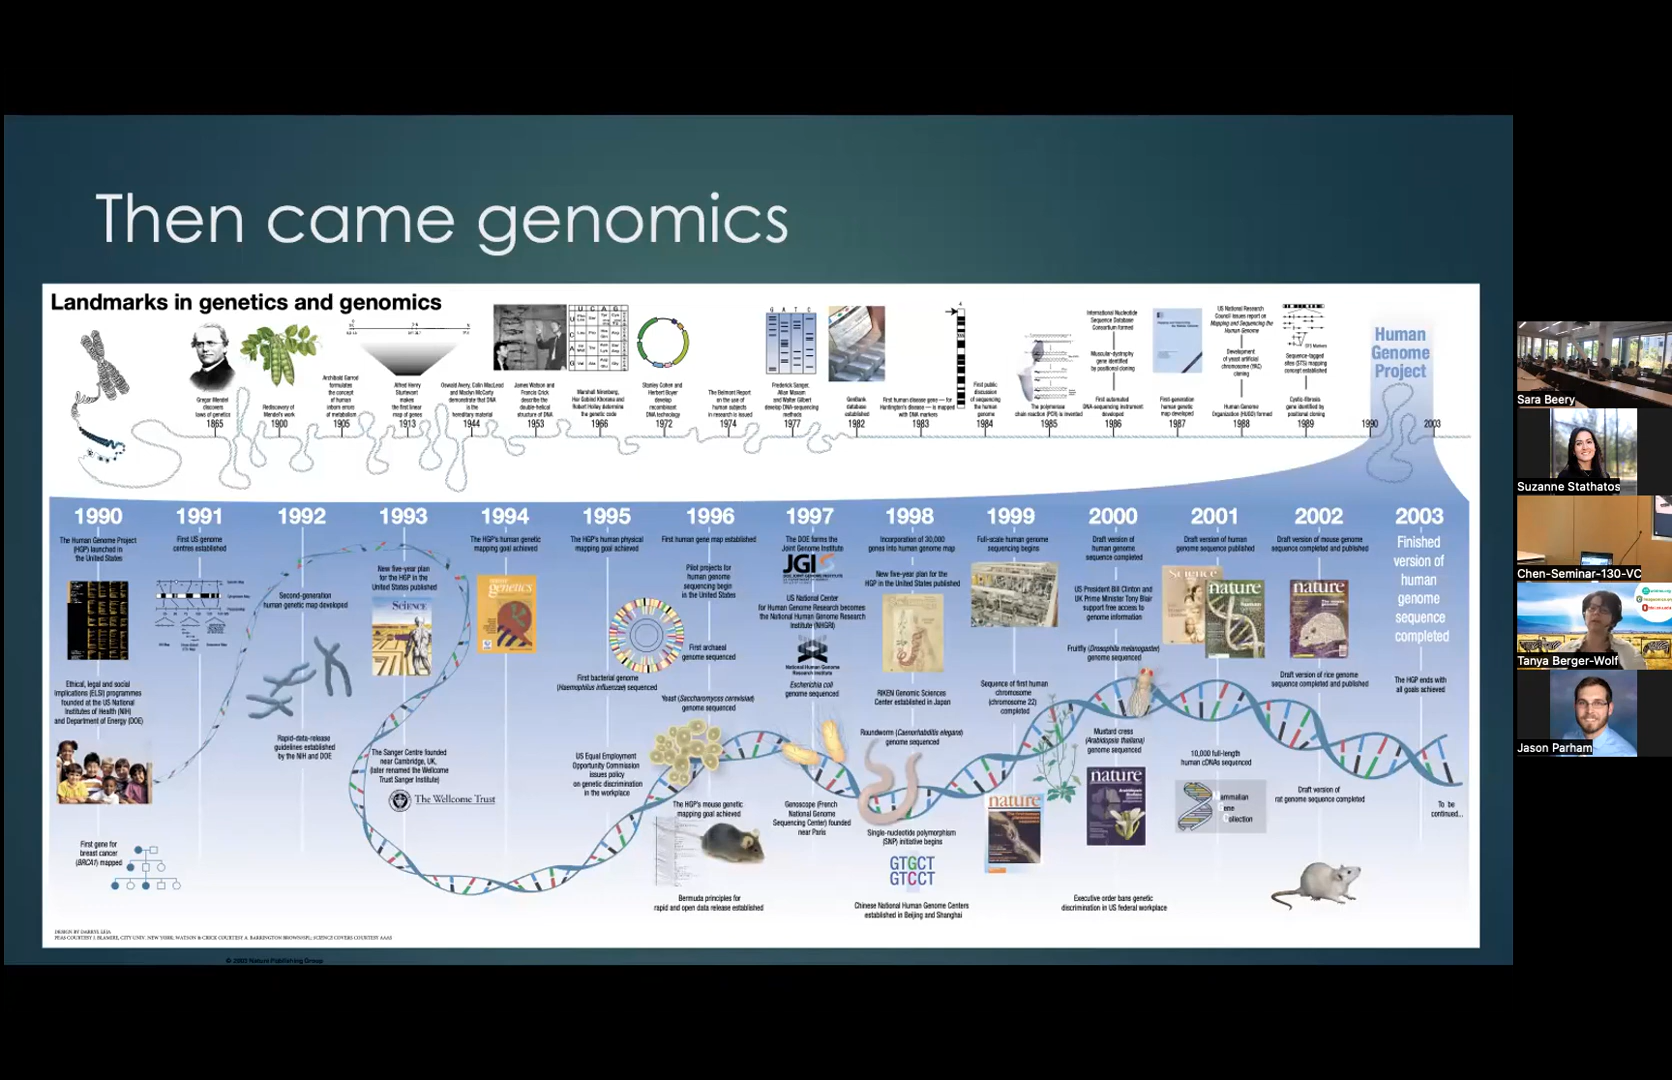 Then came genomics
Landmarks in genetics and genomics
Gregor Mendel
discovers
laws of genetics
1865
Rediscovery of
Mendel's work
1900
Archibald Garrod
formulates
the concept
of human
inborn errors
of metabolism
1905
Alfred Henry
Sturtevant
makes
the first linear
map of genes
1913
Oswald Avery, Colin MacLeod
and Maclyn McCarty
demonstrate that DNA
is the
hereditary material
1944
James Watson and
Francis Crick
describe the
double-helical
structure of DNA
1953
Marshall Nirenberg,
Har Gobind Khorana and
Robert Holley determine
the genetic code
1966
Stanley Cohen and
Herbert Boyer
develop
recombinant
DNA technology
1972
The Belmont Report
on the use of
human subjects
in research is issued
1974
G A T C
Frederick Sanger,
Allan Maxam
and Walter Gilbert
develop DNA-sequencing
methods
1977
GenBank
database
established
1982
First human disease gene — for
Huntington's disease — is mapped
with DNA markers
1983
4
First public
discussion
of sequencing
the human
genome
1984
The polymerase
chain reaction (PCR) is invented
1985
International Nucleotide
Sequence Database
Consortium formed
Muscular-dystrophy
gene identified
by positional cloning
First automated
DNA-sequencing instrument
developed
1986
First-generation
human genetic
map developed
1987
US National Research
Council issues report on
Mapping and Sequencing the
Human Genome
Development
of yeast artificial
chromosome (YAC)
cloning
Human Genome
Organization (HUGO) formed
1988
STS Markers
Sequence-tagged
sites (STS) mapping
concept established
Cystic-fibrosis
gene identified by
positional cloning
1989
Human
Genome
Project
1990
2003
1990
The Human Genome Project
(HGP) launched in
the United States
Ethical, legal and social
implications (ELSI) programmes
founded at the US National
Institutes of Health (NIH)
and Department of Energy (DOE)
First gene for
breast cancer
(BRCA1) mapped
1991
First US genome
centres established
1992
Second-generation
human genetic map developed
Rapid-data-release
guidelines established
by the NIH and DOE
1993
New five-year plan
for the HGP in the
United States published
Science
The Sanger Centre founded
near Cambridge, UK,
(later renamed the Wellcome
Trust Sanger Institute)
The Wellcome Trust
1994
The HGP's human genetic
mapping goal achieved
genetics
1995
The HGP's human physical
mapping goal achieved
First bacterial genome
(Haemophilus influenzae) sequenced
US Equal Employment
Opportunity Commission
issues policy
on genetic discrimination
in the workplace
1996
First human gene map established
Pilot projects for
human genome
sequencing begin
in the United States
First archaeal
genome sequenced
Yeast (Saccharomyces cerevisiae)
genome sequenced
The HGP's mouse genetic
mapping goal achieved
Bermuda principles for
rapid and open data release established
1997
The DOE forms the
Joint Genome Institute
JGI
US National Center
for Human Genome Research becomes
the National Human Genome Research
Institute (NHGRI)
National Human Genome
Research Institute
Escherichia coli
genome sequenced
Genoscope (French
National Genome
Sequencing Center) founded
near Paris
1998
Incorporation of 30,000
genes into human genome map
New five-year plan for the
HGP in the United States published
RIKEN Genomic Sciences
Center established in Japan
Roundworm (Caenorhabditis elegans)
genome sequenced
Single-nucleotide polymorphism
(SNP) initiative begins
GTGCT
GTCCT
Chinese National Human Genome Centers
established in Beijing and Shanghai
1999
Full-scale human genome
sequencing begins
Sequence of first human
chromosome
(chromosome 22)
completed
nature
2000
Draft version of
human genome
sequence completed
US President Bill Clinton and
UK Prime Minister Tony Blair
support free access to
genome information
Fruitfly (Drosophila melanogaster)
genome sequenced
Mustard cress
(Arabidopsis thaliana)
genome sequenced
nature
Executive order bans genetic
discrimination in US federal workplace
2001
Draft version of human
genome sequence published
Science
nature
10,000 full-length
human cDNAs sequenced
Mammalian
Gene
Collection
2002
Draft version of mouse genome
sequence completed and published
nature
Draft version of rice genome
sequence completed and published
Draft version of
rat genome sequence completed
2003
Finished
version of
human
genome
sequence
completed
The HGP ends with
all goals achieved
To be
continued...
DESIGN BY DARRYL LEJA
© 2003 Nature Publishing Group
Sara Beery
Suzanne Stathatos
Chen-Seminar-130-VC
Tanya Berger-Wolf
Jason Parham